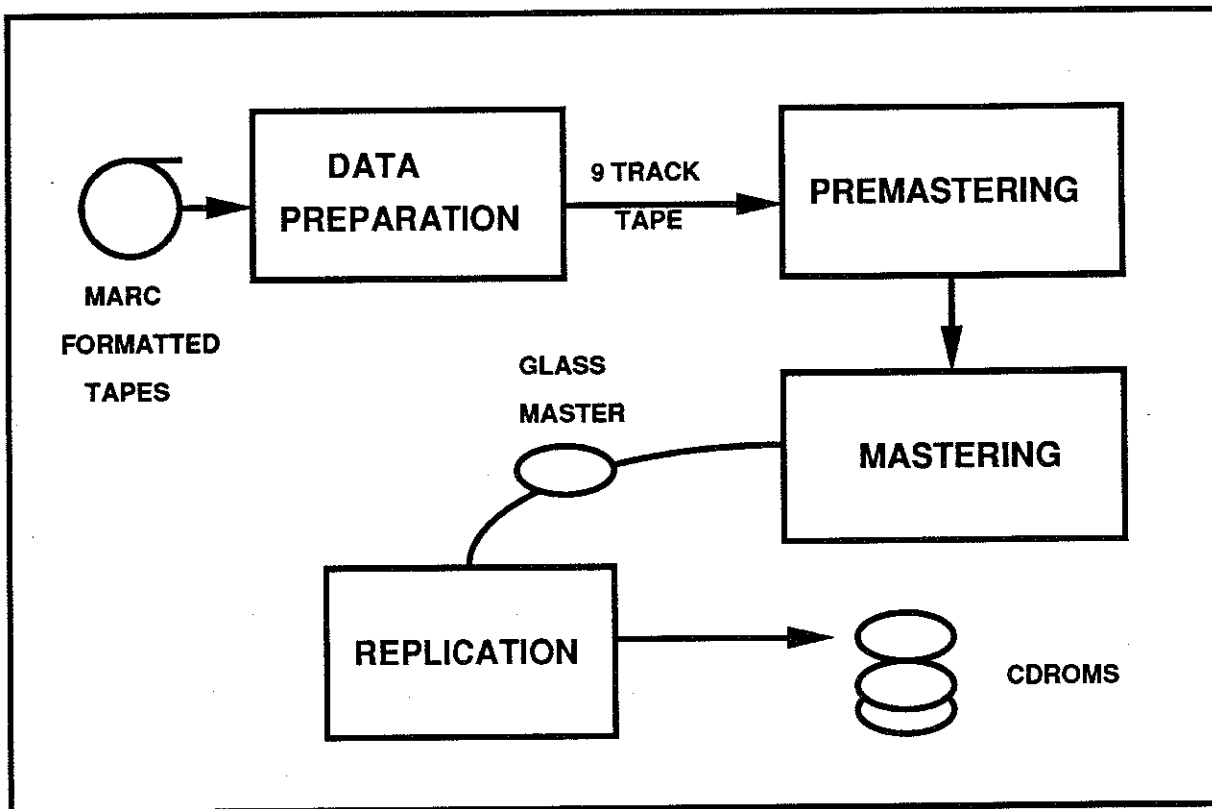 DATA
PREPARATION
9 TRACK
TAPE
PREMASTERING
MARC
FORMATTED
TAPES
GLASS
MASTER
MASTERING
REPLICATION
CDROMS